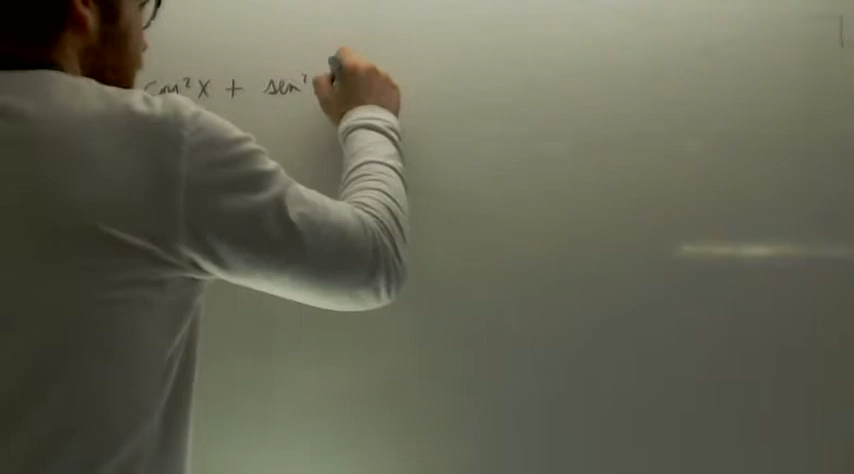 cos²x + sen²